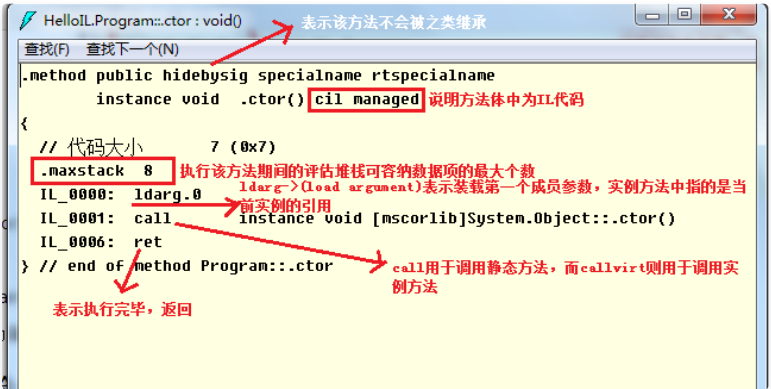 HelloIL.Program::.ctor : void()
表示该方法不会被之类继承
查找(F) 查找下一个(N)
.method public hidebysig specialname rtspecialname
instance void .ctor() cil managed 说明方法体中为IL代码
{
// 代码大小 7 (0x7)
.maxstack 8 执行该方法期间的评估堆栈可容纳数据项的最大个数
ldarg->(load argument)表示装载第一个成员参数，实例方法中指的是当
IL_0000: ldarg.0
前实例的引用
IL_0001: call instance void [mscorlib]System.Object::.ctor()
IL_0006: ret
} // end of method Program::.ctor
call用于调用静态方法，而callvirt则用于调用实
例方法
表示执行完毕，返回